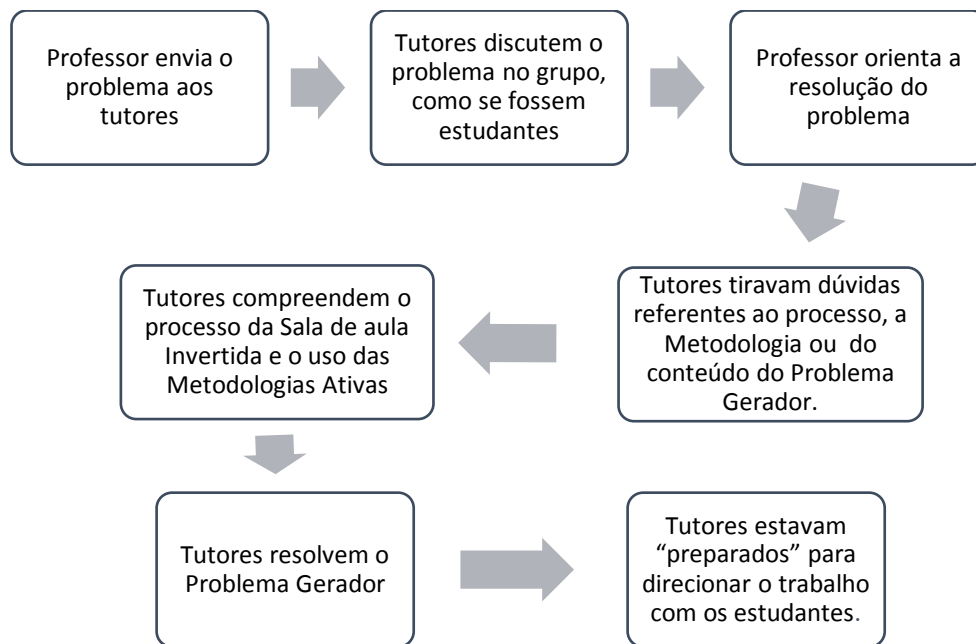 Professor envia o
problema aos
tutores
Tutores discutem o
problema no grupo,
como se fossem
estudantes
Professor orienta a
resolução do
problema
Tutores tiravam dúvidas
referentes ao processo, a
Metodologia ou  do
conteúdo do Problema
Gerador.
Tutores compreendem o
processo da Sala de aula
Invertida e o uso das
Metodologias Ativas
Tutores resolvem o
Problema Gerador
Tutores estavam
“preparados” para
direcionar o trabalho
com os estudantes.